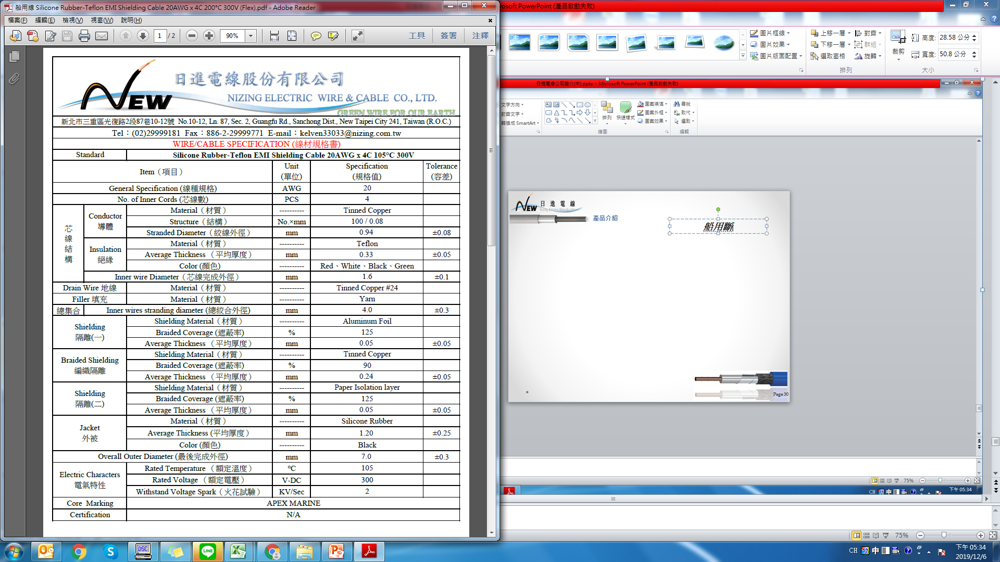 船用線 Silicone Rubber-Teflon EMI Shielding Cable 20AWG x 4C 200°C 300V (Flex).pdf - Adobe Reader
檔案(F) 編輯(E) 檢視(V) 視窗(W) 說明(H)
1 / 2 90% 工具 簽署 注釋
NEW
日進電線股份有限公司
NIZING ELECTRIC WIRE & CABLE CO., LTD.
GREEN WIRE FOR OUR EARTH
新北市三重區光復路2段87巷10-12號 No.10-12, Ln. 87, Sec. 2, Guangfu Rd., Sanchong Dist., New Taipei City 241, Taiwan (R.O.C.)
Tel：(02)29999181 Fax：886-2-29999771 E-mail：kelven33033@nizing.com.tw
WIRE/CABLE SPECIFICATION (線材規格書)
Standard Silicone Rubber-Teflon EMI Shielding Cable 20AWG x 4C 105°C 300V
Item（項目） Unit (單位) Specification (規格值) Tolerance (容差)
General Specification (線種規格) AWG 20
No. of Inner Cords (芯線數) PCS 4
芯線結構
Conductor 導體
Material（材質） ---------- Tinned Copper
Structure（結構） No.×mm 100 / 0.08
Stranded Diameter（絞線外徑） mm 0.94 ±0.08
Insulation 絕緣
Material（材質） ---------- Teflon
Average Thickness （平均厚度） mm 0.33 ±0.05
Color (顏色) ---------- Red、White、Black、Green
Inner wire Diameter（芯線完成外徑） mm 1.6 ±0.1
Drain Wire 地線 Material（材質） ---------- Tinned Copper #24
Filler 填充 Material（材質） ---------- Yarn
總集合 Inner wires stranding diameter (總絞合外徑) mm 4.0 ±0.3
Shielding 隔離(一)
Shielding Material（材質） ---------- Aluminum Foil
Braided Coverage (遮蔽率) % 125
Average Thickness （平均厚度） mm 0.05 ±0.05
Braided Shielding 編織隔離
Shielding Material（材質） ---------- Tinned Copper
Braided Coverage (遮蔽率) % 90
Average Thickness （平均厚度） mm 0.24 ±0.05
Shielding 隔離(二)
Shielding Material（材質） ---------- Paper Isolation layer
Braided Coverage (遮蔽率) % 125
Average Thickness （平均厚度） mm 0.05 ±0.05
Jacket 外被
Material（材質） ---------- Silicone Rubber
Average Thickness (平均厚度） mm 1.20 ±0.25
Color (顏色) ---------- Black
Overall Outer Diameter (最後完成外徑) mm 7.0 ±0.3
Electric Characters 電氣特性
Rated Temperature （額定溫度） ℃ 105
Rated Voltage （額定電壓） V-DC 300
Withstand Voltage Spark（火花試驗） KV/Sec 2
Core Marking APEX MARINE
Certification N/A
rosoft PowerPoint (產品啟動失敗)
圖片框線
圖片效果
圖片版面配置
上移一層 對齊
下移一層 群組
選取窗格 旋轉
排列
裁剪
高度: 28.58 公分
寬度: 50.8 公分
大小
日進電線公司簡介(中).pptx - Microsoft PowerPoint (產品啟動失敗)
文字方向
對齊文字
轉換成 SmartArt
排列 快速樣式
圖案填滿
圖案外框
圖案效果
繪圖
尋找
取代
選取
編輯
NEW 日進電線
產品介紹
船用斷
Page 30
75%
CH 中 下午 05:34
75%
DSC LINE
CH 中 下午 05:34
2019/12/6